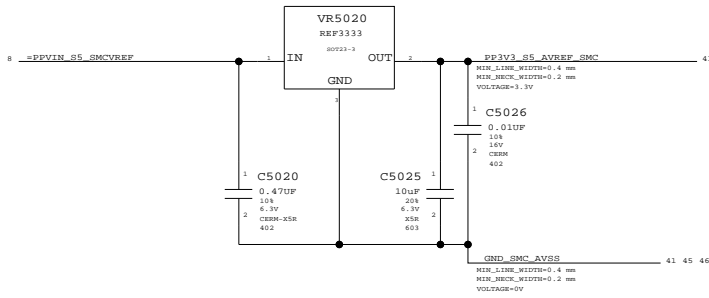 VR5020
REF3333
SOT23-3
8 =PPVIN_S5_SMCVREF
1 IN
OUT 2
PP3V3_S5_AVREF_SMC
MIN_LINE_WIDTH=0.4 mm
MIN_NECK_WIDTH=0.2 mm
VOLTAGE=3.3V
GND
3
1
C5026
0.01UF
10%
16V
CERM
402
2
1
C5020
0.47UF
10%
6.3V
CERM-X5R
402
2
C5025
1
10uF
20%
6.3V
X5R
603
2
GND_SMC_AVSS 41 45 46
MIN_LINE_WIDTH=0.4 mm
MIN_NECK_WIDTH=0.2 mm
VOLTAGE=0V